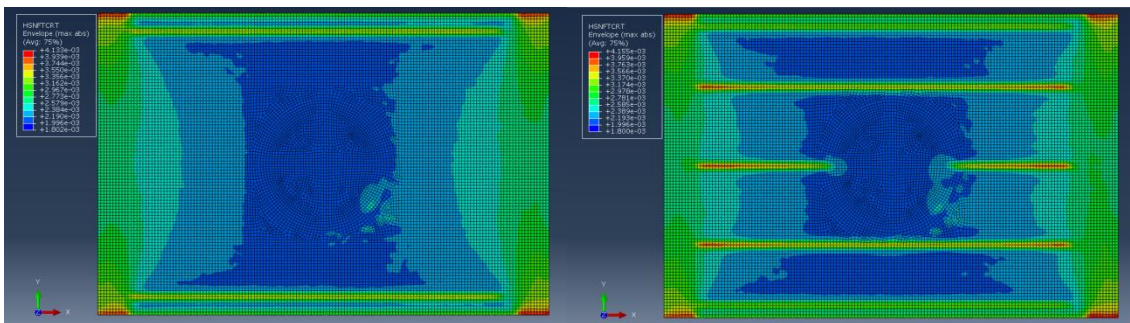 HSNFTCRT
Envelope (max abs)
(Avg: 75%)
+4.133e-03
+3.939e-03
+3.744e-03
+3.550e-03
+3.356e-03
+3.162e-03
+2.967e-03
+2.773e-03
+2.579e-03
+2.384e-03
+2.190e-03
+1.996e-03
+1.802e-03
Y
X
Z
HSNFTCRT
Envelope (max abs)
(Avg: 75%)
+4.155e-03
+3.959e-03
+3.763e-03
+3.566e-03
+3.370e-03
+3.174e-03
+2.978e-03
+2.781e-03
+2.585e-03
+2.389e-03
+2.193e-03
+1.996e-03
+1.800e-03
Y
X
Z